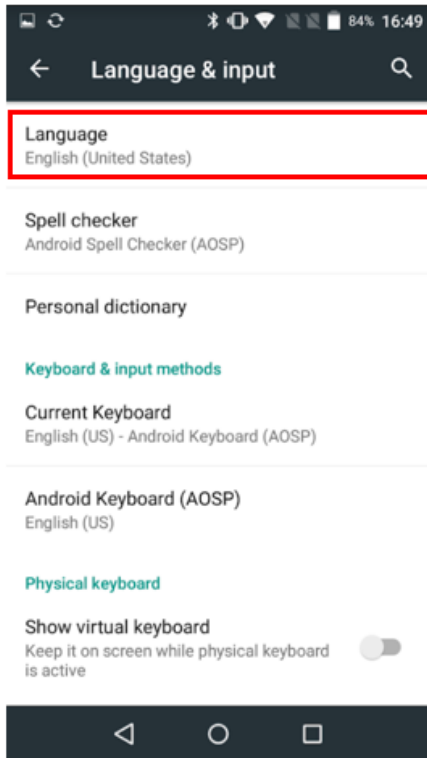 84% 16:49
Language & input
Language
English (United States)
Spell checker
Android Spell Checker (AOSP)
Personal dictionary
Keyboard & input methods
Current Keyboard
English (US) - Android Keyboard (AOSP)
Android Keyboard (AOSP)
English (US)
Physical keyboard
Show virtual keyboard
Keep it on screen while physical keyboard
is active